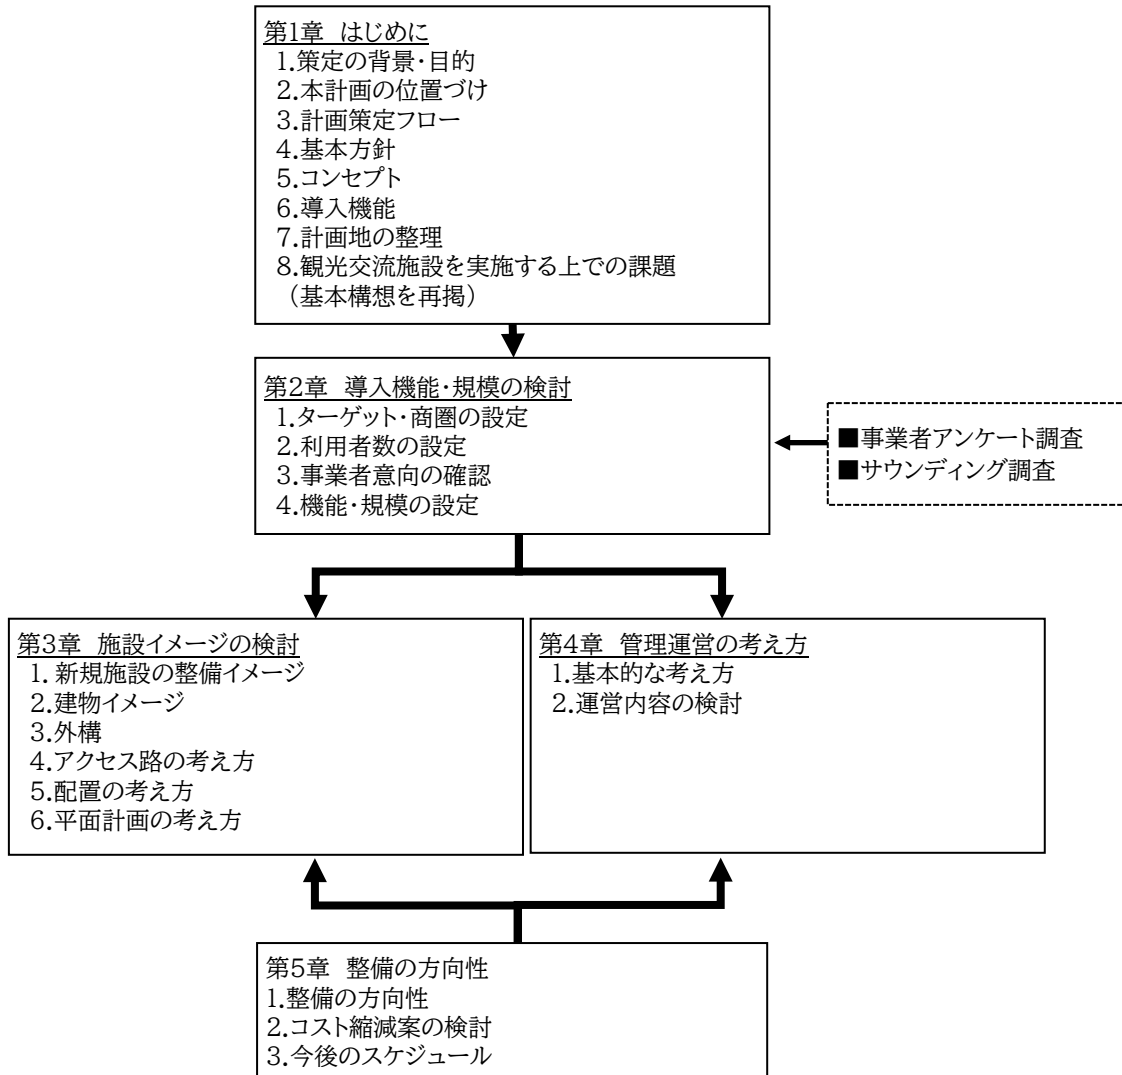 第1章 はじめに
1.策定の背景・目的
2.本計画の位置づけ
3.計画策定フロー
4.基本方針
5.コンセプト
6.導入機能
7.計画地の整理
8.観光交流施設を実施する上での課題
（基本構想を再掲）
第2章 導入機能・規模の検討
1.ターゲット・商圏の設定
2.利用者数の設定
3.事業者意向の確認
4.機能・規模の設定
■事業者アンケート調査
■サウンディング調査
第3章 施設イメージの検討
1. 新規施設の整備イメージ
2.建物イメージ
3.外構
4.アクセス路の考え方
5.配置の考え方
6.平面計画の考え方
第4章 管理運営の考え方
1.基本的な考え方
2.運営内容の検討
第5章 整備の方向性
1.整備の方向性
2.コスト縮減案の検討
3.今後のスケジュール